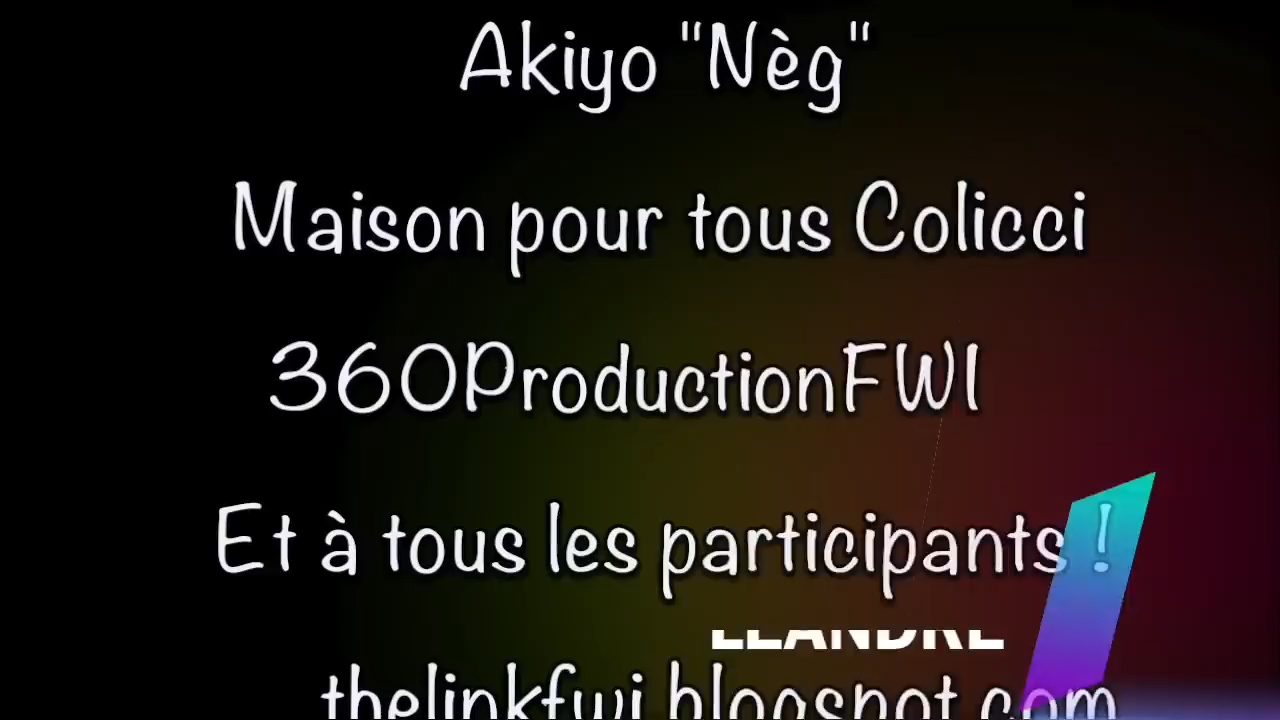 Akiyo "Nèg"
Maison pour tous Colicci
360ProductionFWI
Et à tous les participants !
LEANDRE
thelinkfwi.blogspot.com